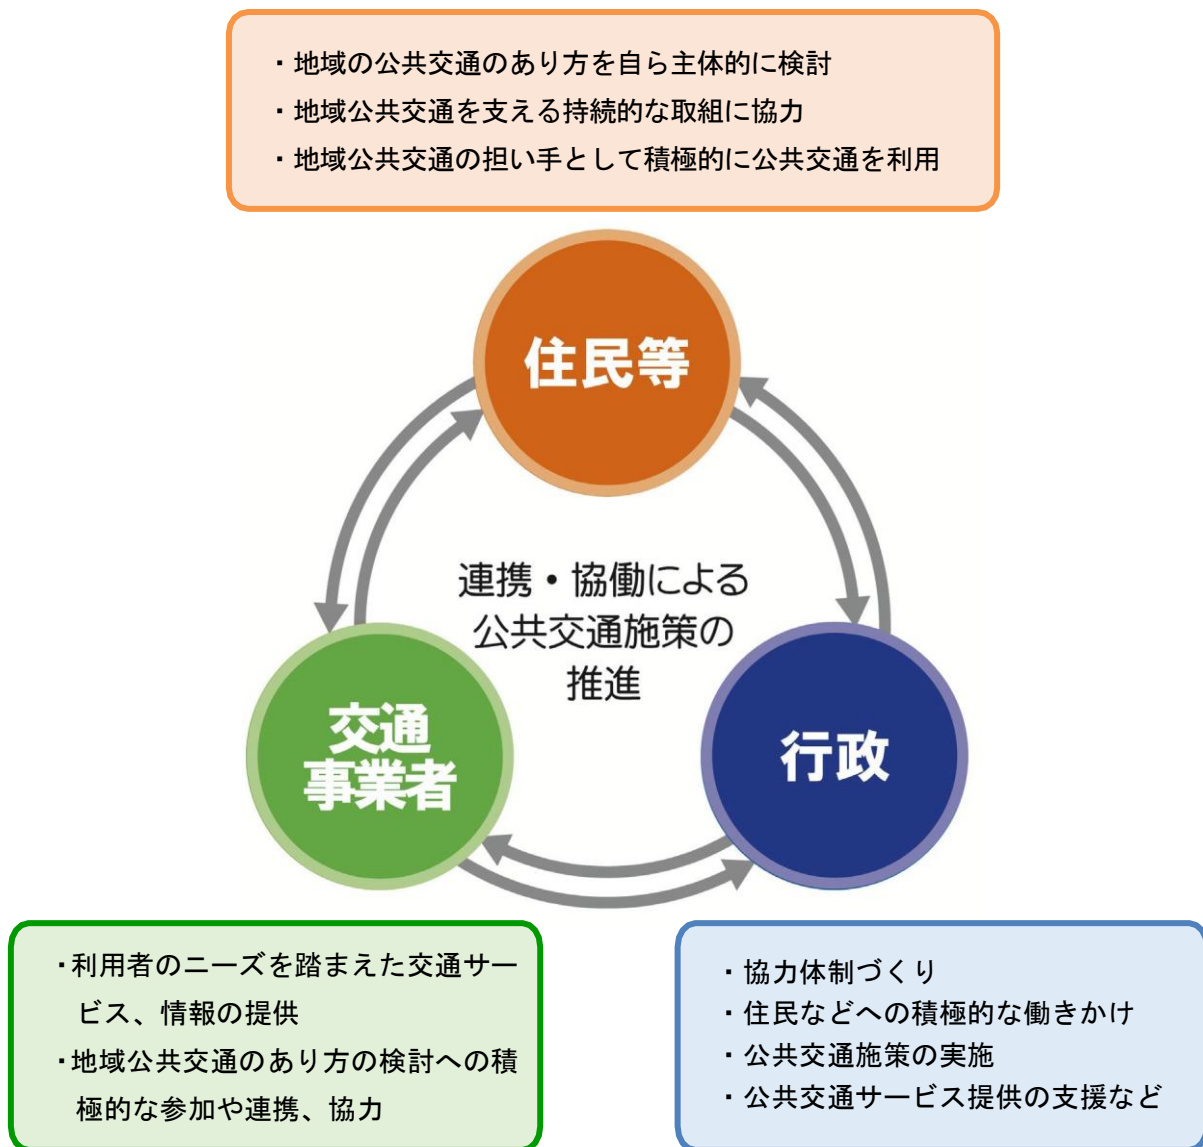 ・地域の公共交通のあり方を自ら主体的に検討
・地域公共交通を支える持続的な取組に協力
・地域公共交通の担い手として積極的に公共交通を利用
住民等
連携・協働による
公共交通施策の
推進
交通
事業者
行政
・利用者のニーズを踏まえた交通サー
ビス、情報の提供
・地域公共交通のあり方の検討への積
極的な参加や連携、協力
・協力体制づくり
・住民などへの積極的な働きかけ
・公共交通施策の実施
・公共交通サービス提供の支援など